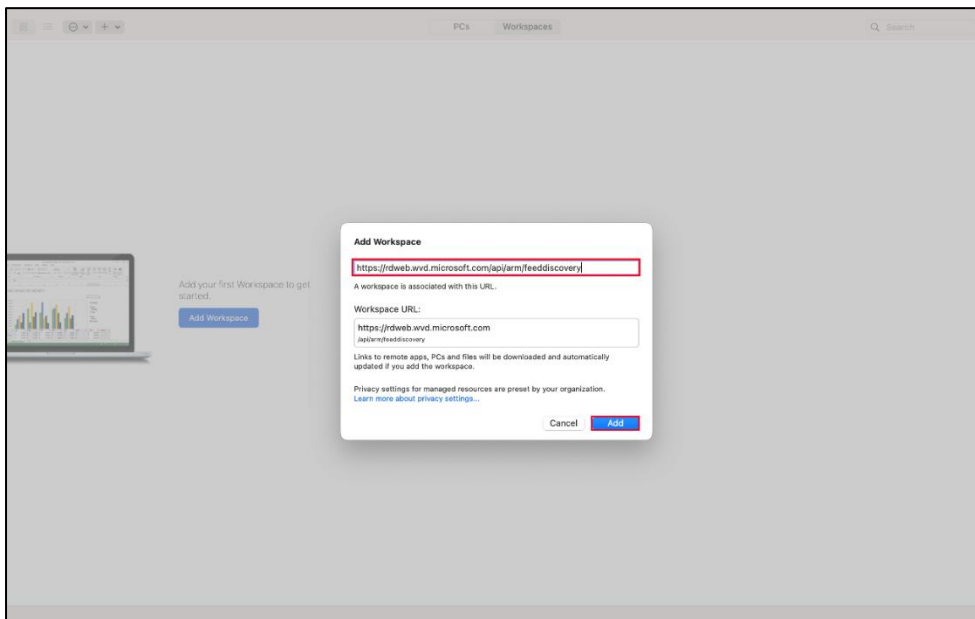 PCs Workspaces Search
Add Workspace
https://rdweb.wvd.microsoft.com/api/arm/feeddiscovery
A workspace is associated with this URL.
Workspace URL:
https://rdweb.wvd.microsoft.com
/api/arm/feeddiscovery
Links to remote apps, PCs and files will be downloaded and automatically
updated if you add the workspace.
Privacy settings for managed resources are preset by your organization.
Learn more about privacy settings...
Cancel Add
Add your first Workspace to get
started.
Add Workspace